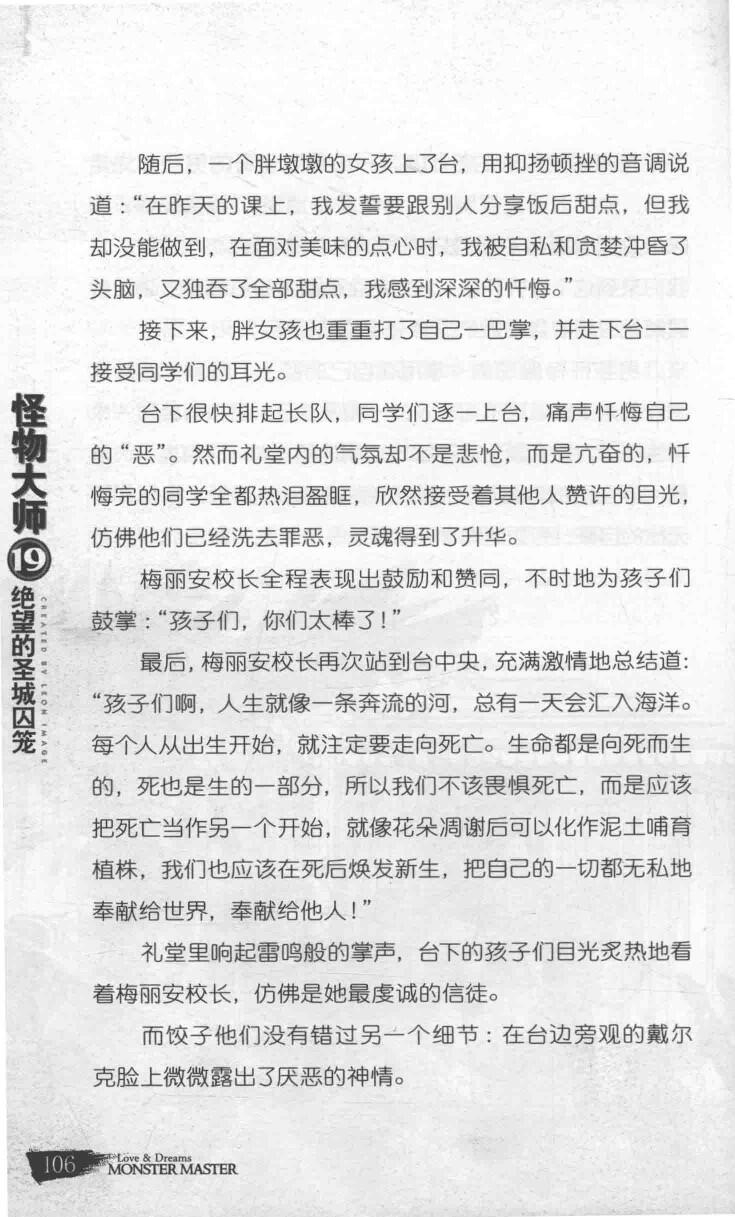 随后，一个胖墩墩的女孩上了台，用抑扬顿挫的音调说
道：“在昨天的课上，我发誓要跟别人分享饭后甜点，但我
却没能做到，在面对美味的点心时，我被自私和贪婪冲昏了
头脑，又独吞了全部甜点，我感到深深的忏悔。”
接下来，胖女孩也重重打了自己一巴掌，并走下台一一
接受同学们的耳光。
台下很快排起长队，同学们逐一上台，痛声忏悔自己
的“恶”。然而礼堂内的气氛却不是悲怆，而是亢奋的，忏
悔完的同学全都热泪盈眶，欣然接受着其他人赞许的目光，
仿佛他们已经洗去罪恶，灵魂得到了升华。
梅丽安校长全程表现出鼓励和赞同，不时地为孩子们
鼓掌：“孩子们，你们太棒了！”
最后，梅丽安校长再次站到台中央，充满激情地总结道：
“孩子们啊，人生就像一条奔流的河，总有一天会汇入海洋。
每个人从出生开始，就注定要走向死亡。生命都是向死而生
的，死也是生的一部分，所以我们不该畏惧死亡，而是应该
把死亡当作另一个开始，就像花朵凋谢后可以化作泥土哺育
植株，我们也应该在死后焕发新生，把自己的一切都无私地
奉献给世界，奉献给他人！”
礼堂里响起雷鸣般的掌声，台下的孩子们目光炙热地看
着梅丽安校长，仿佛是她最虔诚的信徒。
而饺子他们没有错过另一个细节：在台边旁观的戴尔
克脸上微微露出了厌恶的神情。
怪物大师
19
绝望的圣城囚笼
CREATED BY LEON IMAGE
106
Love & Dreams
MONSTER MASTER